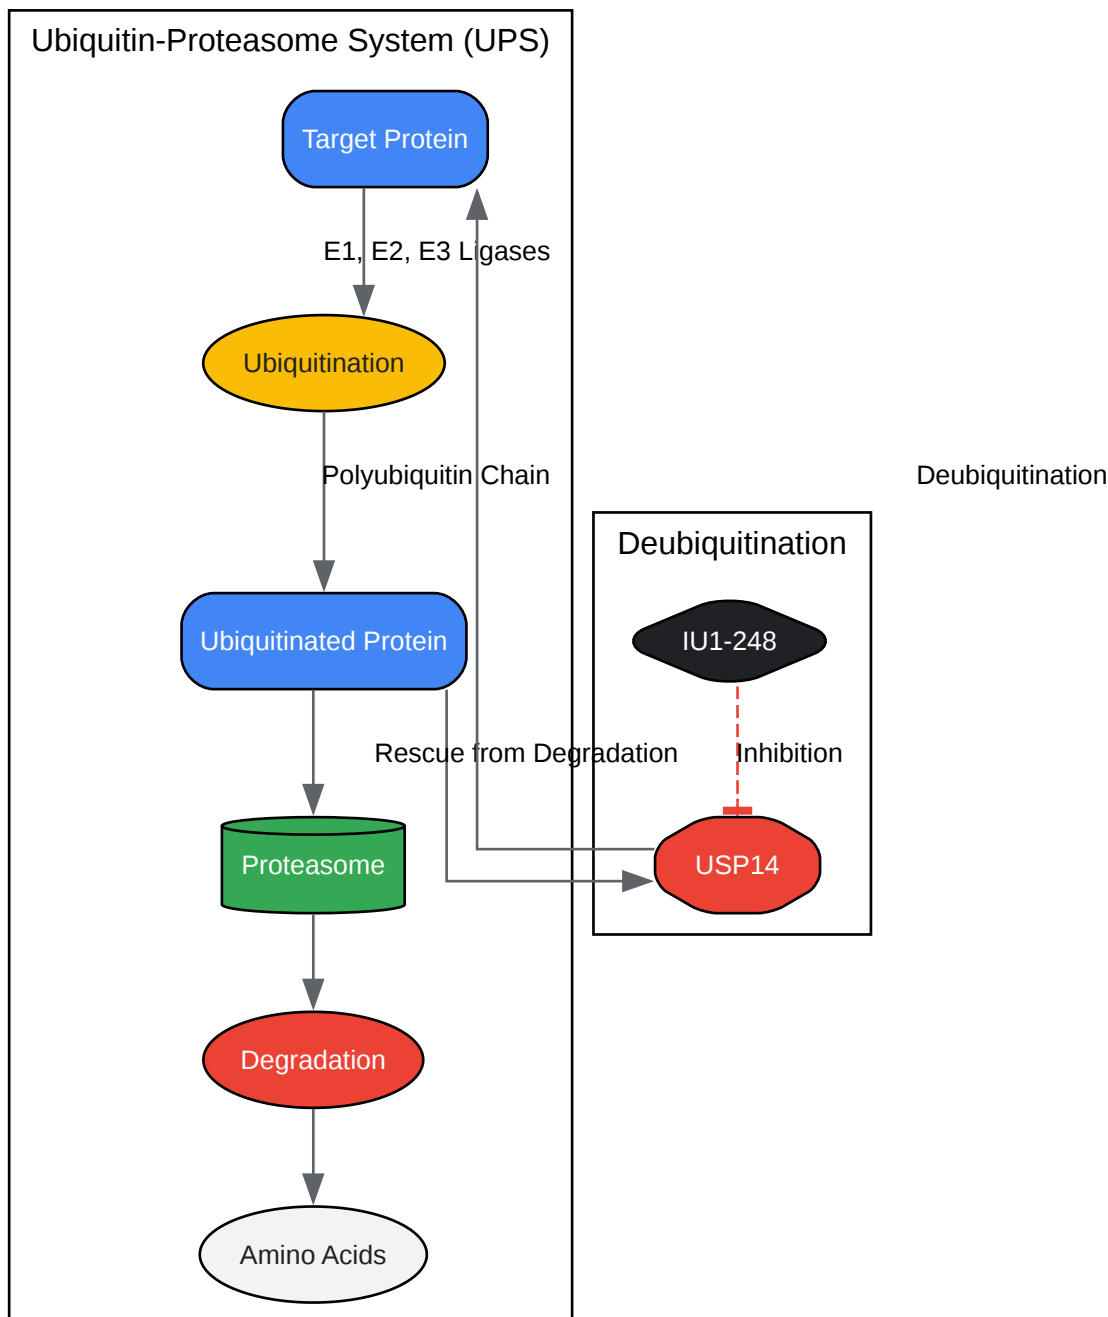 Ubiquitin-Proteasome System (UPS)
Target Protein
E1, E2, E3 Ligases
Ubiquitination
Polyubiquitin Chain
Deubiquitination
Deubiquitination
IU1-248
Ubiquitinated Protein
Rescue from Degradation
Inhibition
Proteasome
USP14
Degradation
Amino Acids